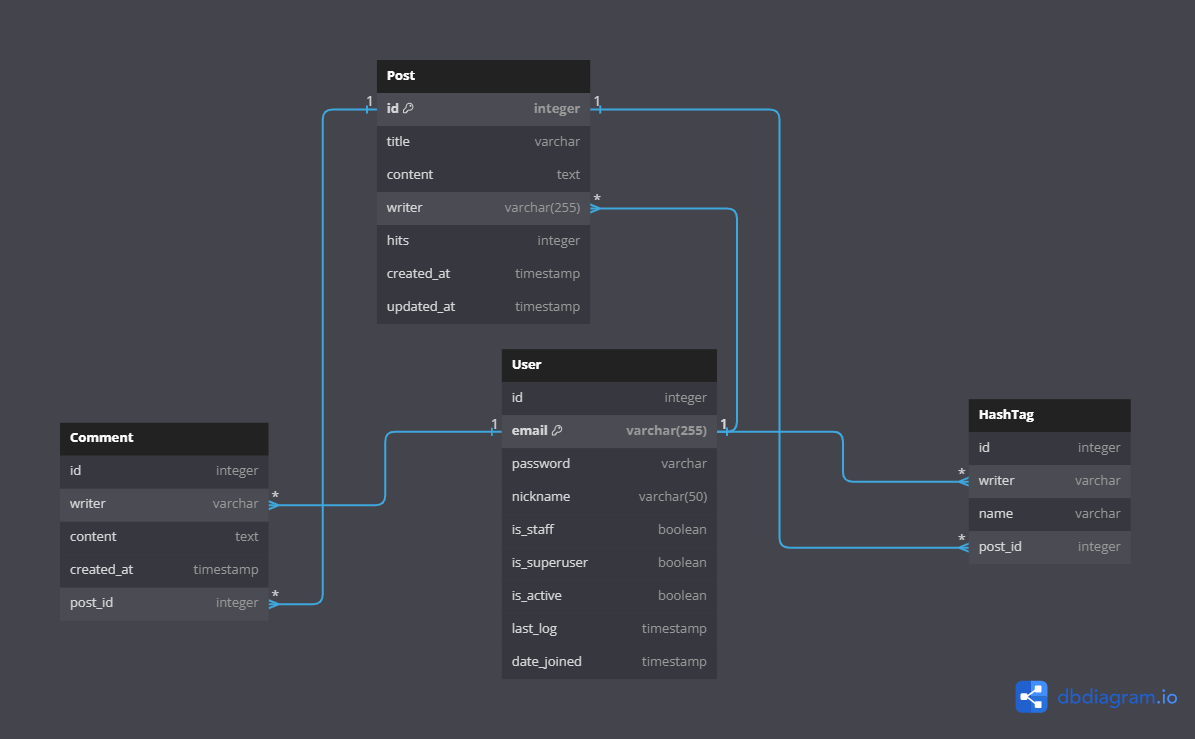 Post
1 id integer 1
title varchar
content text
writer varchar(255) *
hits integer
created_at timestamp
updated_at timestamp
User
id integer
1 email varchar(255) 1
password varchar
nickname varchar(50)
is_staff boolean
is_superuser boolean
is_active boolean
last_log timestamp
date_joined timestamp
Comment
id integer
writer varchar *
content text
created_at timestamp
post_id integer *
HashTag
id integer
* writer varchar
name varchar
* post_id integer
dbdiagram.io